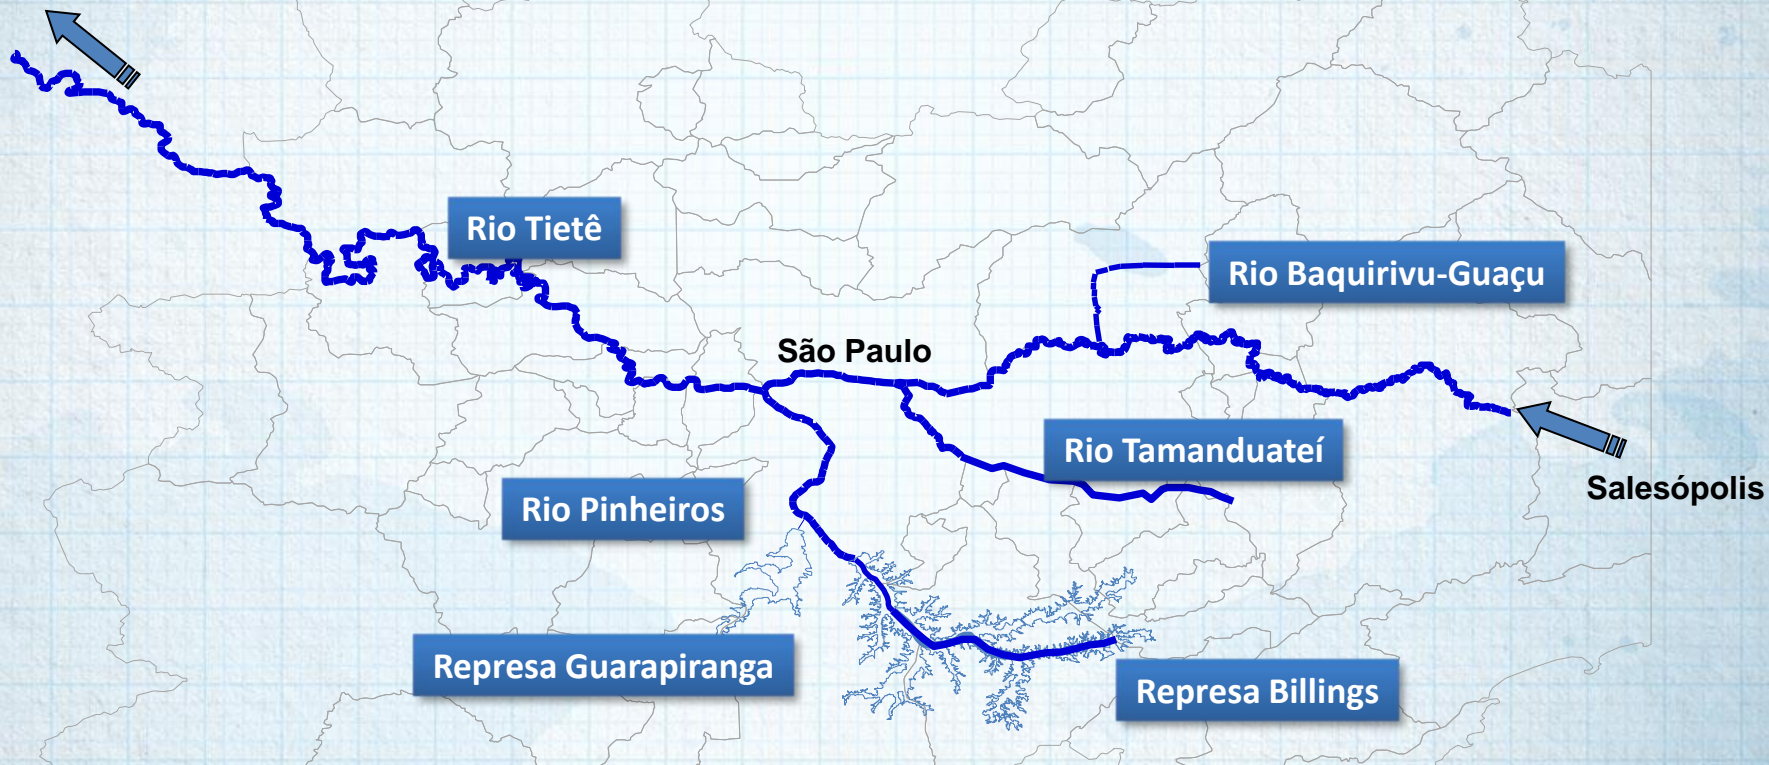 Rio Tietê
Rio Baquirivu-Guaçu
São Paulo
Rio Tamanduateí
Salesópolis
Rio Pinheiros
Represa Guarapiranga
Represa Billings